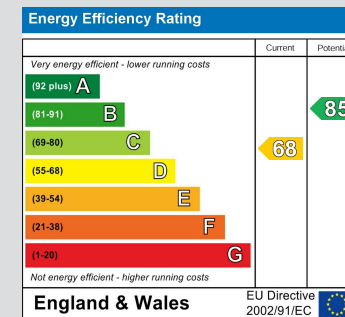 Energy Efficiency Rating
Current Potenti
Very energy efficient - lower running costs
(92 plus) A
(81-91) B
85
(69-80) C
68
(55-68) D
(39-54) E
(21-38) F
(1-20) G
Not energy efficient - higher running costs
England & Wales
EU Directive
2002/91/EC